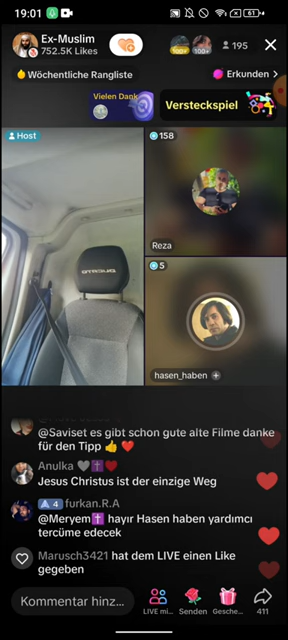 19:01
61
Ex-Muslim
752.5K Likes
100+
100+
195
Wöchentliche Rangliste
Erkunden >
Vielen Dank
Versteckspiel
Host
158
Reza
5
hasen_haben
@Saviset es gibt schon gute alte Filme danke
für den Tipp 👍❤️
Anulka 🩶✝️❤️
Jesus Christus ist der einzige Weg
4 furkan.R.A
@Meryem✝️ hayır Hasen haben yardımcı
tercüme edecek
Marusch3421 hat dem LIVE einen Like
gegeben
Kommentar hinz...
LIVE mi...
Senden
Gesche...
411